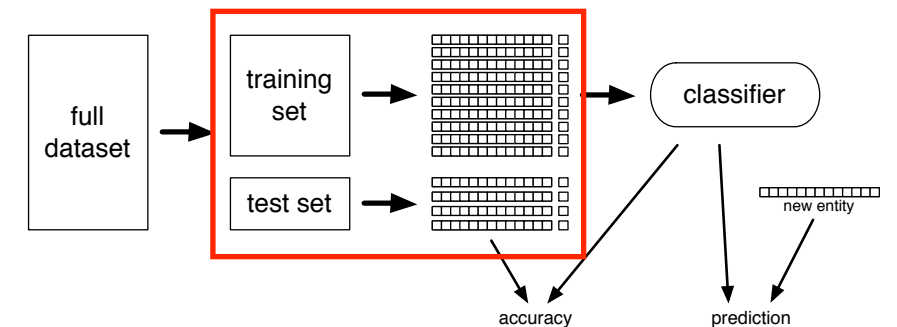 full
dataset
training
set
test set
classifier
new entity
accuracy
prediction